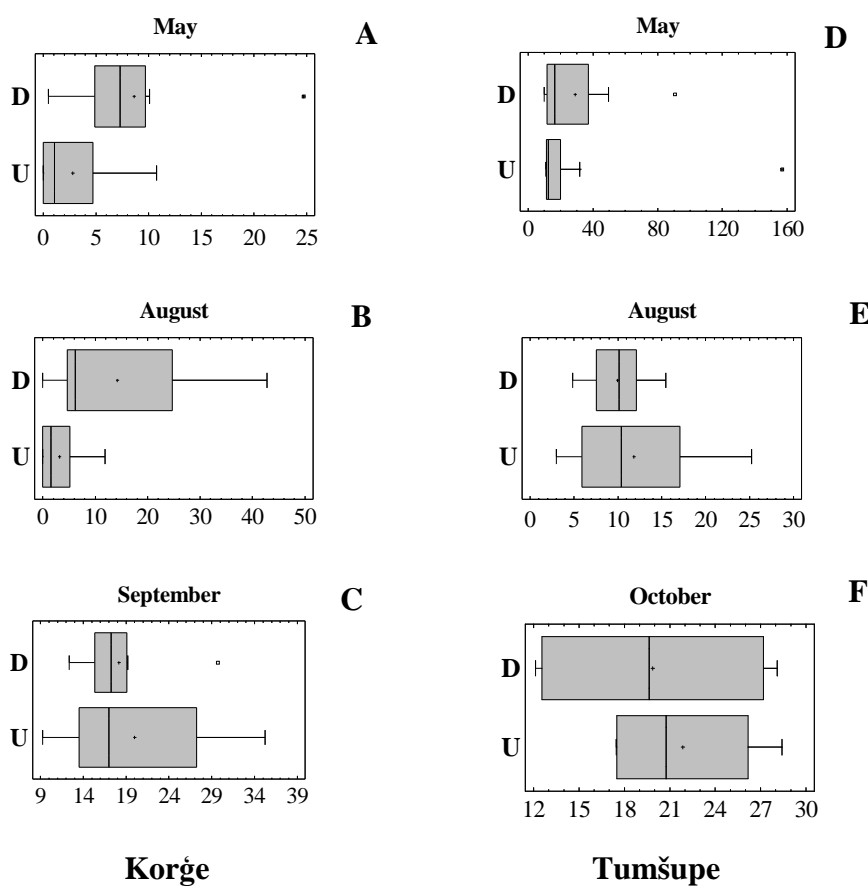 May
A
D
U
0 5 10 15 20 25
August
B
D
U
0 10 20 30 40 50
September
C
D
U
9 14 19 24 29 34 39
Korģe
May
D
D
U
0 40 80 120 160
August
E
D
U
0 5 10 15 20 25 30
October
F
D
U
12 15 18 21 24 27 30
Tumšupe